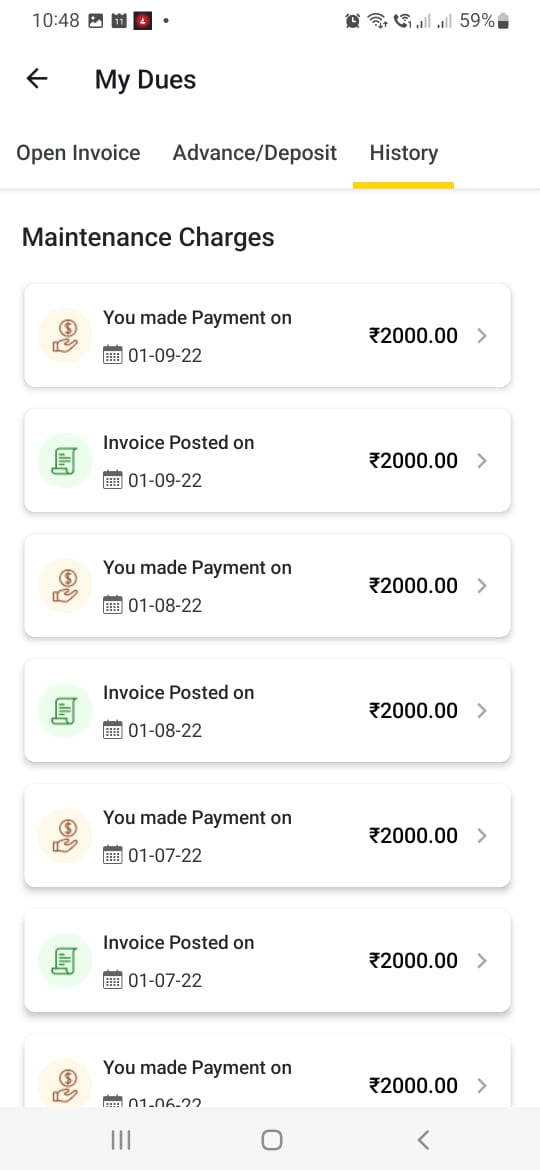 10:48
59%
My Dues
Open Invoice Advance/Deposit History
Maintenance Charges
You made Payment on
01-09-22
₹2000.00
Invoice Posted on
01-09-22
₹2000.00
You made Payment on
01-08-22
₹2000.00
Invoice Posted on
01-08-22
₹2000.00
You made Payment on
01-07-22
₹2000.00
Invoice Posted on
01-07-22
₹2000.00
You made Payment on
01-06-22
₹2000.00